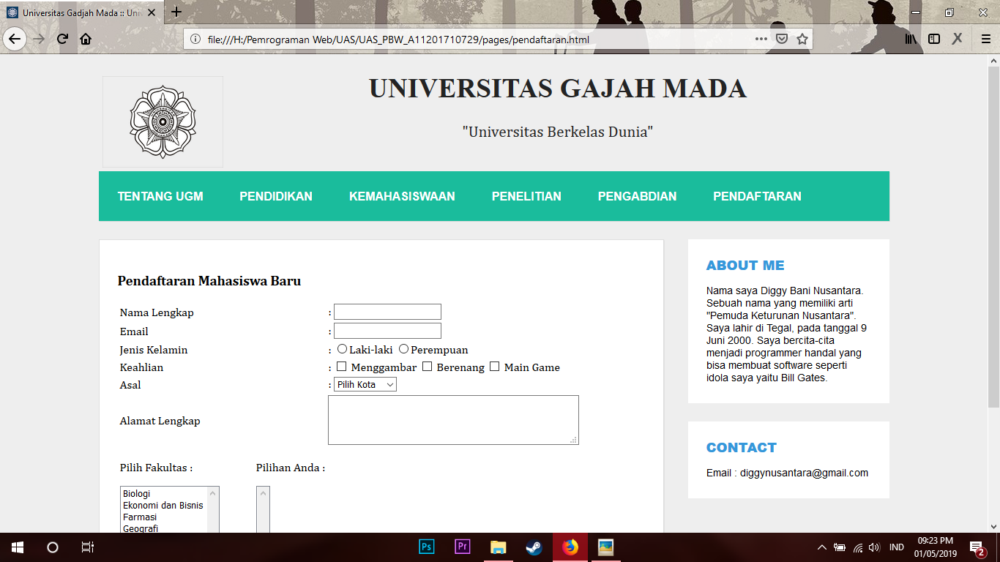 Universitas Gadjah Mada :: Uni
file:///H:/Pemrograman Web/UAS/UAS_PBW_A11201710729/pages/pendaftaran.html
UNIVERSITAS GAJAH MADA
"Universitas Berkelas Dunia"
TENTANG UGM PENDIDIKAN KEMAHASISWAAN PENELITIAN PENGABDIAN PENDAFTARAN
Pendaftaran Mahasiswa Baru
Nama Lengkap :
Email :
Jenis Kelamin : Laki-laki Perempuan
Keahlian : Menggambar Berenang Main Game
Asal : Pilih Kota
Alamat Lengkap
Pilih Fakultas : Pilihan Anda :
Biologi
Ekonomi dan Bisnis
Farmasi
Geografi
ABOUT ME
Nama saya Diggy Bani Nusantara.
Sebuah nama yang memiliki arti
"Pemuda Keturunan Nusantara".
Saya lahir di Tegal, pada tanggal 9
Juni 2000. Saya bercita-cita
menjadi programmer handal yang
bisa membuat software seperti
idola saya yaitu Bill Gates.
CONTACT
Email : diggynusantara@gmail.com
Ps Pr IND 09:23 PM
01/05/2019 2